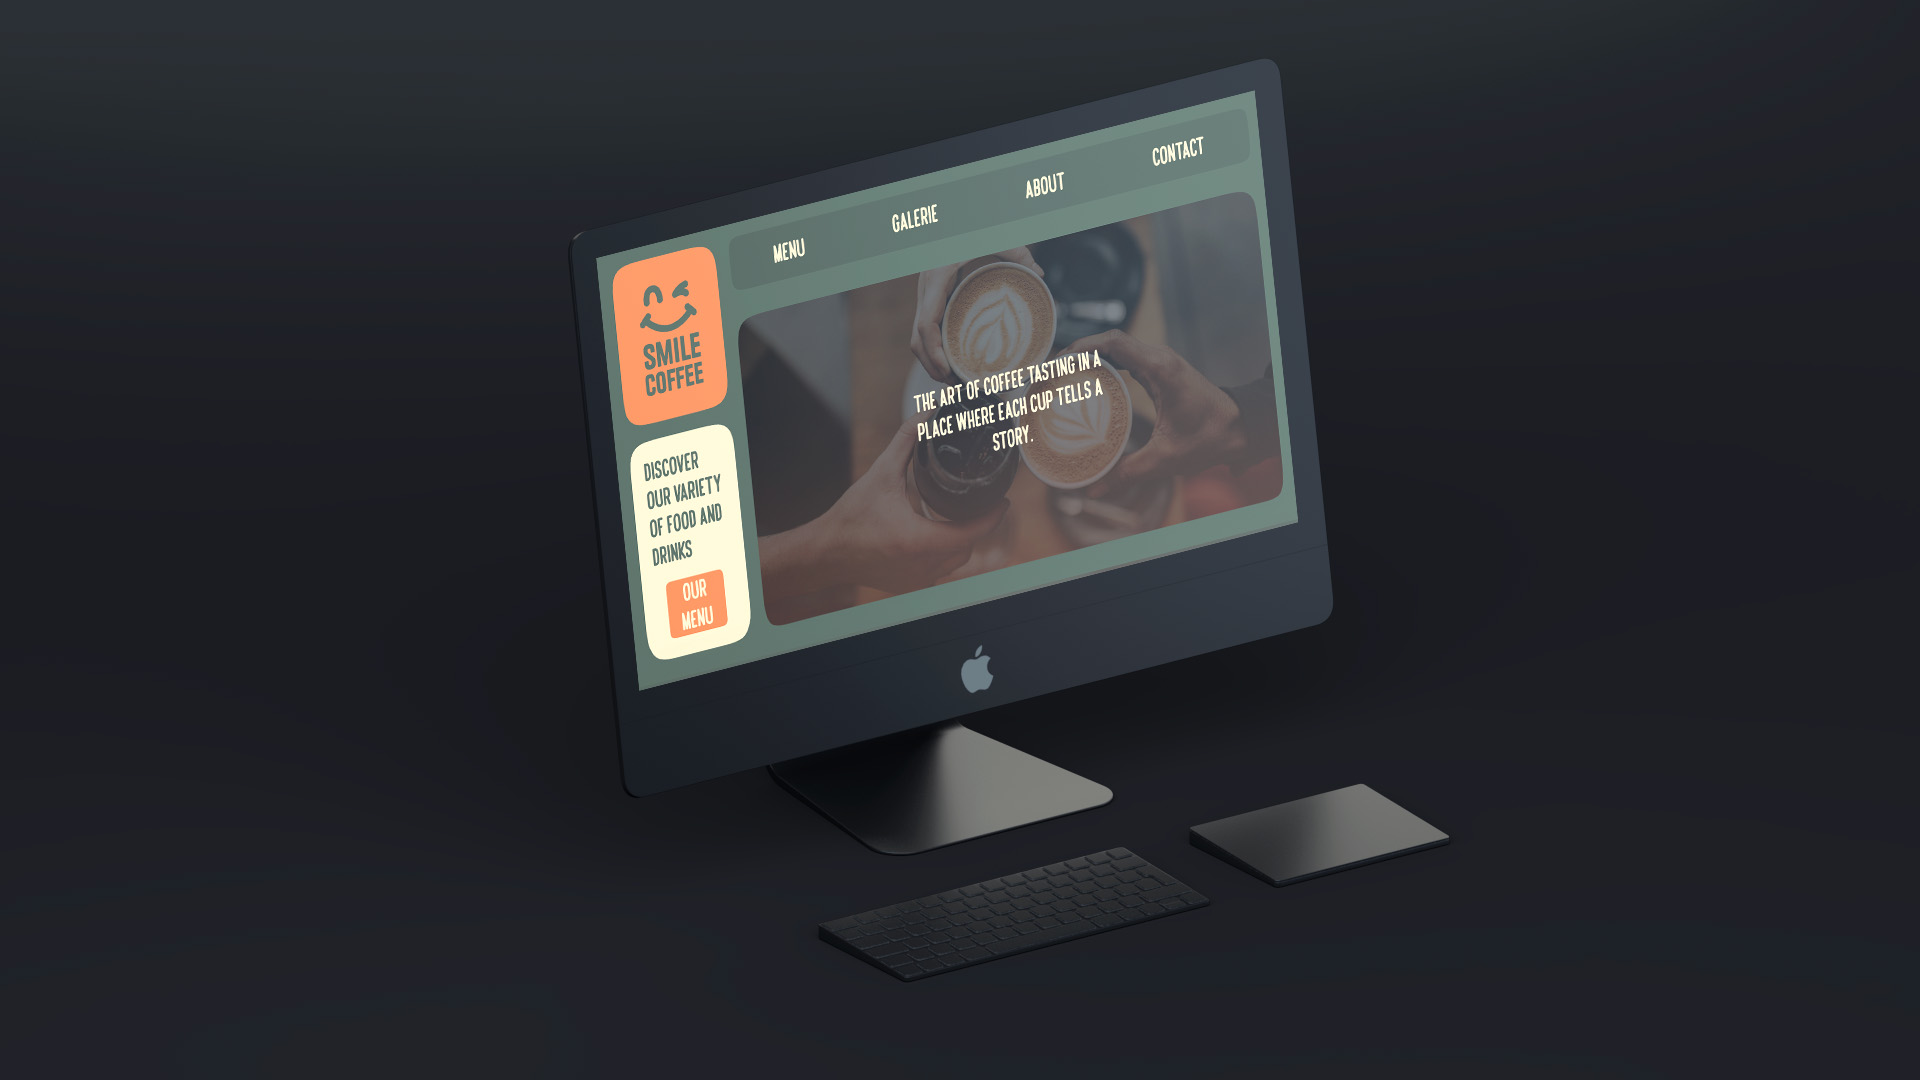 MENU
GALERIE
ABOUT
CONTACT
SMILE
COFFEE
DISCOVER
OUR VARIETY
OF FOOD AND
DRINKS
OUR
MENU
THE ART OF COFFEE TASTING IN A
PLACE WHERE EACH CUP TELLS A
STORY.